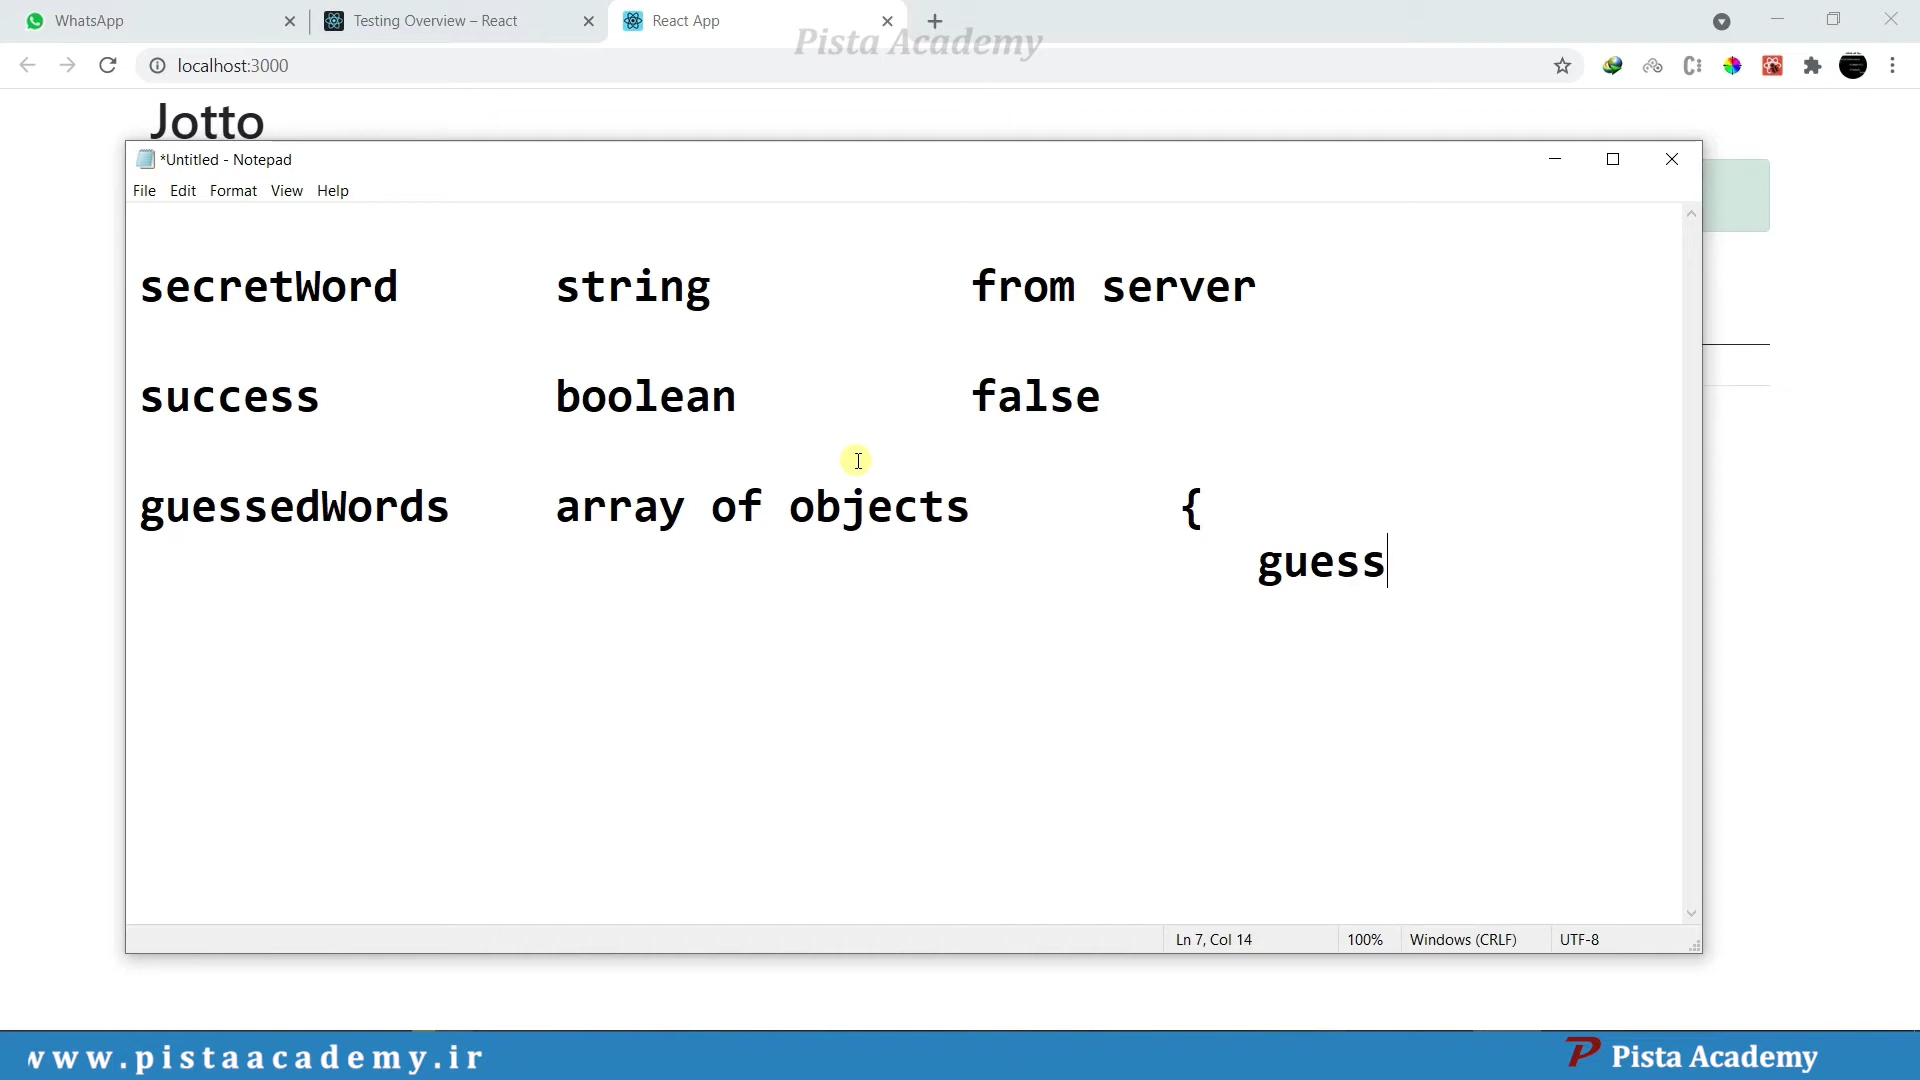 WhatsApp
Testing Overview – React
React App
Pista Academy
localhost:3000
Jotto
*Untitled - Notepad
File Edit Format View Help
secretWord string from server
success boolean false
guessedWords array of objects {
guess
Ln 7, Col 14
100%
Windows (CRLF)
UTF-8
www.pistaacademy.ir
Pista Academy